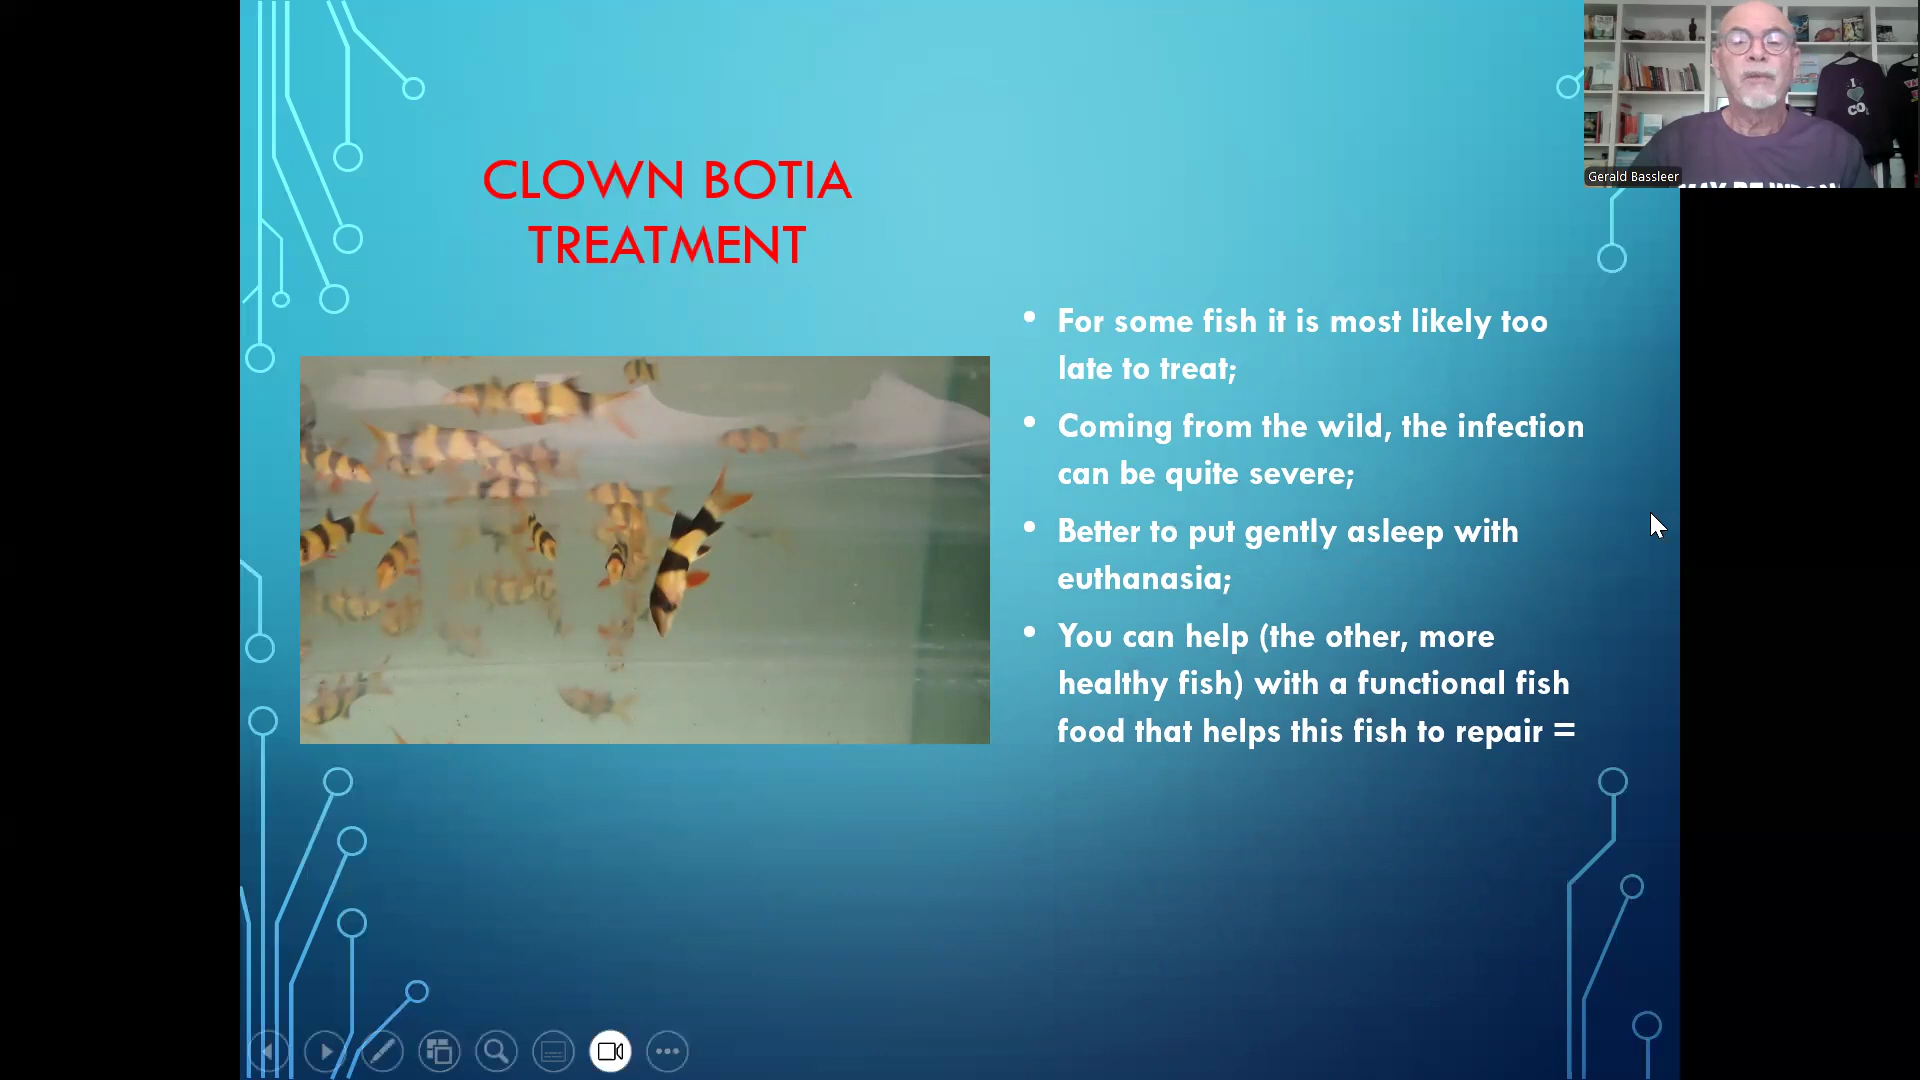 CLOWN BOTIA
TREATMENT
• For some fish it is most likely too
late to treat;
• Coming from the wild, the infection
can be quite severe;
• Better to put gently asleep with
euthanasia;
• You can help (the other, more
healthy fish) with a functional fish
food that helps this fish to repair =
I
CO
Gerald Bassleer